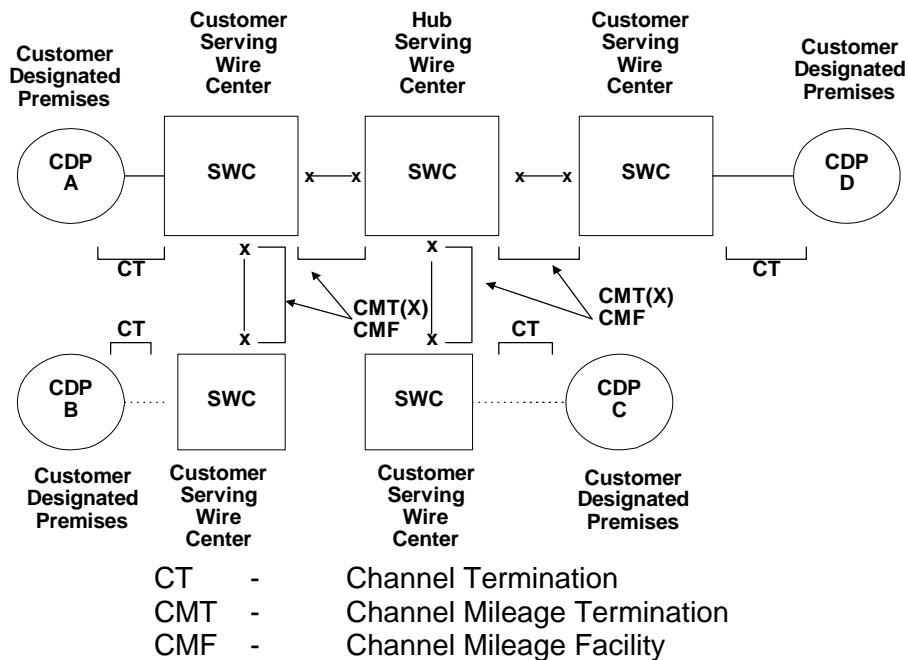 Customer
Serving
Wire
Center
Hub
Serving
Wire
Center
Customer
Serving
Wire
Center
Customer
Designated
Premises
Customer
Designated
Premises
CDP
A
SWC
x x
SWC
x x
SWC
CDP
D
CT
x
x
CT
CMT(X)
CMF
CMT(X)
CMF
CT
x
x
CT
CDP
B
SWC
SWC
CDP
C
Customer
Designated
Premises
Customer
Serving
Wire
Center
Customer
Serving
Wire
Center
Customer
Designated
Premises
CT - Channel Termination
CMT - Channel Mileage Termination
CMF - Channel Mileage Facility